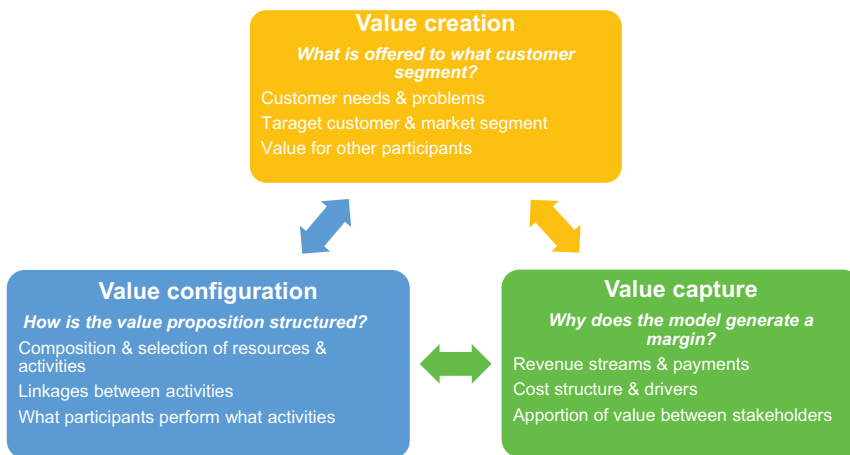 Value creation
What is offered to what customer
segment?
Customer needs & problems
Taraget customer & market segment
Value for other participants
Value configuration
How is the value proposition structured?
Composition & selection of resources &
activities
Linkages between activities
What participants perform what activities
Value capture
Why does the model generate a
margin?
Revenue streams & payments
Cost structure & drivers
Apportion of value between stakeholders